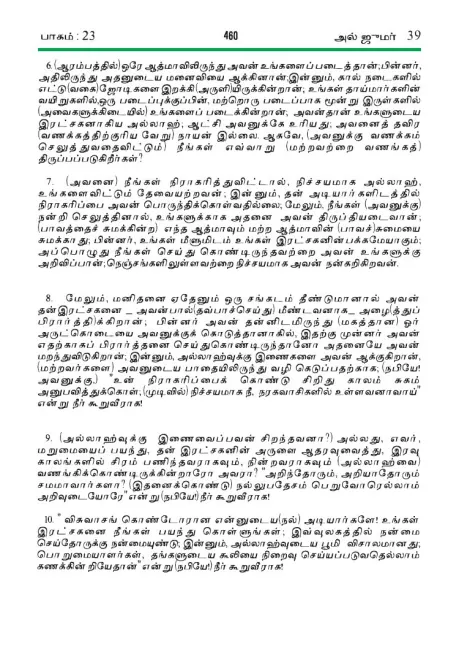 பாகம் : 23 460 அல் ஜுமர் 39
6. (ஆரம்பத்தில்) ஒரே ஆத்மாவிலிருந்து அவன் உங்களைப்படைத்தான்; பின்னர்,
அதிலிருந்து அதனுடைய மனைவியை ஆக்கினான்; இன்னும், கால் நடைகளில்
எட்டு(வகை)ஜோடிகளை இறக்கி(அருளி)யிருக்கின்றான்; உங்கள் தாய்மார்களின்
வயிறுகளில், ஒரு படைப்புக்குப்பின், மற்றொரு படைப்பாக மூன்று இருள்களில்
(அவைகளுக்கிடையில்) உங்களைப் படைக்கின்றான், அவன்தான் உங்களுடைய
இரட்சகனாகிய அல்லாஹ், ஆட்சி அவனுக்கே உரியது; அவனைத் தவிர
(வணக்கத்திற்குரிய வேறு) நாயன் இல்லை. ஆகவே, (அவனுக்கு வணக்கம்
செலுத்துவதைவிட்டும்) நீங்கள் எவ்வாறு (மற்றவற்றை வணங்கத்)
திருப்பப்படுகிறீர்கள்?
7. (அவனை) நீங்கள் நிராகரித்துவிட்டால், நிச்சயமாக அல்லாஹ்,
உங்களைவிட்டும் தேவையற்றவன்; இன்னும், தன் அடியார்களிடத்தில்
நிராகரிப்பை அவன் பொருந்திக்கொள்வதில்லை; மேலும், நீங்கள் (அவனுக்கு)
நன்றி செலுத்தினால், உங்களுக்காக அதனை அவன் திருப்தியடைவான்;
(பாவத்தைச் சுமக்கின்ற) எந்த ஆத்மாவும் மற்ற ஆத்மாவின் (பாவச்)சுமையை
சுமக்காது; பின்னர், உங்கள் மீளுமிடம் உங்கள் இரட்சகனின்பக்கமேயாகும்;
அப்பொழுது நீங்கள் செய்து கொண்டிருந்தவற்றை அவன் உங்களுக்கு
அறிவிப்பான்; நெஞ்சங்களிலுள்ளவற்றை நிச்சயமாக அவன் நன்கறிகிறவன்.
8. மேலும், மனிதனை ஏதேனும் ஒரு சங்கடம் தீண்டுமானால் அவன்
தன்இரட்சகனை _ அவன்பால்(தவ்பாச்செய்து) மீண்டவனாக_ அழை(த்துப்
பிரார்த்தி)க்கிறான்; பின்னர் அவன் தன்னிடமிருந்து (மகத்தான) ஓர்
அருட்கொடையை அவனுக்குக் கொடுத்தானாகில், இதற்கு முன்னர் அவன்
எதற்காகப் பிரார்த்தனை செய்துகொண்டிருந்தானோ அதனையே அவன்
மறந்துவிடுகிறான்; இன்னும், அல்லாஹ்வுக்கு இணைகளை அவன் ஆக்குகிறான்,
(மற்றவர்களை) அவனுடைய பாதையிலிருந்து வழி கெடுப்பதற்காக; (நபியே!
அவனுக்கு,) "உன் நிராகரிப்பைக் கொண்டு சிறிது காலம் சுகம்
அனுபவித்துக்கொள்; (முடிவில்) நிச்சயமாக நீ, நரகவாசிகளில் உள்ளவனாவாய்"
என்று நீர் கூறுவீராக!
9. (அல்லாஹ்வுக்கு இணைவைப்பவன் சிறந்தவனா?) அல்லது, எவர்,
மறுமையைப் பயந்து, தன் இரட்சகனின் அருளை ஆதரவுவைத்து, இரவு
காலங்களில் சிரம் பணிந்தவராகவும், நின்றவராகவும் (அல்லாஹ்வை)
வணங்கிக்கொண்டிருக்கின்றாரோ அவரா? "அறிந்தோரும், அறியாதோரும்
சமமாவார்களா? (இதனைக்கொண்டு) நல்லுபதேசம் பெறுவோரெல்லாம்
அறிவுடையோரே" என்று (நபியே!) நீர் கூறுவீராக!
10. " விசுவாசங் கொண்டோரான என்னுடைய(நல்) அடியார்களே! உங்கள்
இரட்சகனை நீங்கள் பயந்து கொள்ளுங்கள்; இவ்வுலகத்தில் நன்மை
செய்தோருக்கு நன்மையுண்டு; இன்னும், அல்லாஹ்வுடைய பூமி விசாலமானது;
பொறுமையாளர்கள், தங்களுடைய கூலியை நிறைவு செய்யப்படுவதெல்லாம்
கணக்கின் றியேதான்" என்று (நபியே!) நீர் கூறுவீராக!